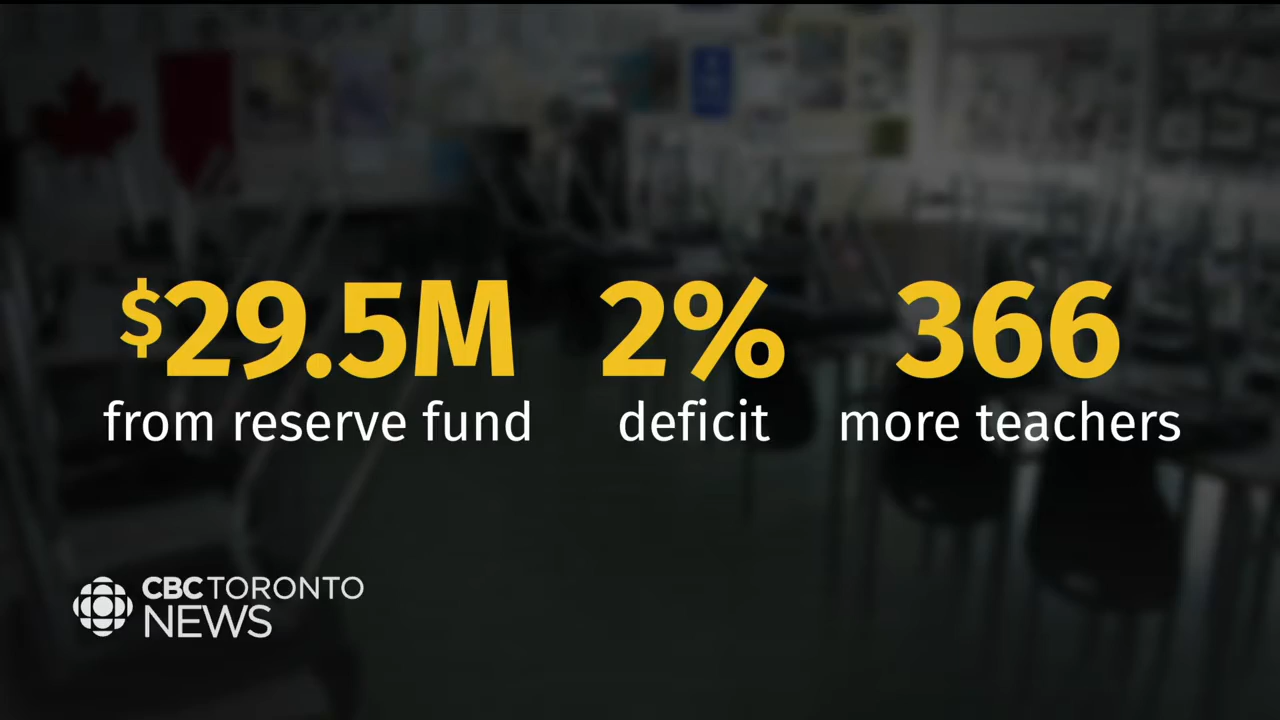 $29.5M 2% 366
from reserve fund deficit more teachers
CBC TORONTO
NEWS